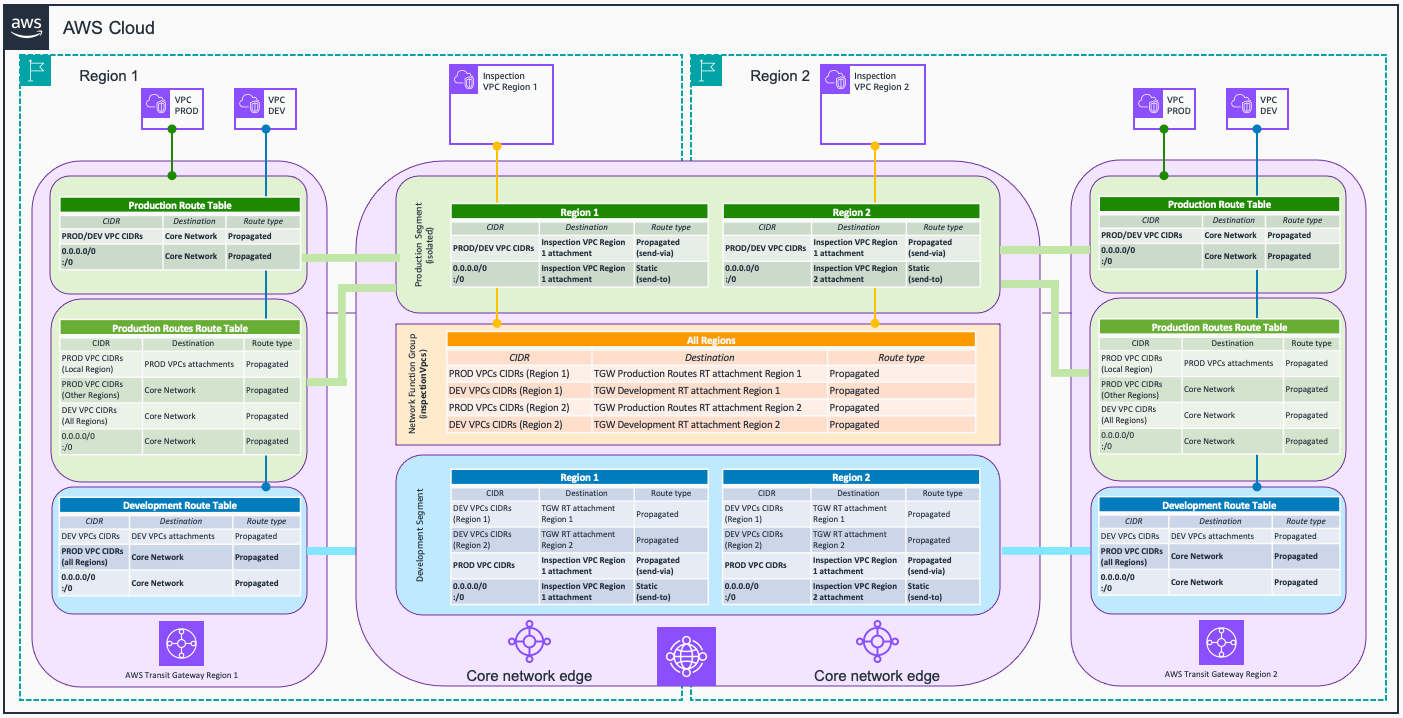 aws
AWS Cloud
Region 1
Region 2
VPC
PROD
VPC
DEV
Inspection
VPC Region 1
Inspection
VPC Region 2
VPC
PROD
VPC
DEV
Production Route Table
CIDR Destination Route type
PROD/DEV VPC CIDRs Core Network Propagated
0.0.0.0/0
:/0 Core Network Propagated
Production Routes Route Table
CIDR Destination Route type
PROD VPC CIDRs
(Local Region) PROD VPCs attachments Propagated
PROD VPC CIDRs
(Other Regions) Core Network Propagated
DEV VPC CIDRs
(All Regions) Core Network Propagated
0.0.0.0/0
:/0 Core Network Propagated
Development Route Table
CIDR Destination Route type
DEV VPC CIDRs DEV VPCs attachments Propagated
PROD VPC CIDRs
(all Regions) Core Network Propagated
0.0.0.0/0
:/0 Core Network Propagated
AWS Transit Gateway Region 1
Production Segment
(isolated)
Region 1
CIDR Destination Route type
PROD/DEV VPC CIDRs Inspection VPC Region
1 attachment Propagated
(send-via)
0.0.0.0/0
:/0 Inspection VPC Region
1 attachment Static
(send-to)
Region 2
CIDR Destination Route type
PROD/DEV VPC CIDRs Inspection VPC Region
1 attachment Propagated
(send-via)
0.0.0.0/0
:/0 Inspection VPC Region
2 attachment Static
(send-to)
Network Function Group
(InspectionVpcs)
All Regions
CIDR Destination Route type
PROD VPC CIDRs (Region 1) TGW Production Routes RT attachment Region 1 Propagated
DEV VPCs CIDRs (Region 1) TGW Development RT attachment Region 1 Propagated
PROD VPCs CIDRs (Region 2) TGW Production Routes RT attachment Region 2 Propagated
DEV VPCs CIDRs (Region 2) TGW Development RT attachment Region 2 Propagated
Development Segment
Region 1
CIDR Destination Route type
DEV VPCs CIDRs
(Region 1) TGW RT attachment
Region 1 Propagated
DEV VPCs CIDRs
(Region 2) TGW RT attachment
Region 2 Propagated
PROD VPC CIDRs Inspection VPC Region
1 attachment Propagated
(send-via)
0.0.0.0/0
:/0 Inspection VPC Region
1 attachment Static
(send-to)
Region 2
CIDR Destination Route type
DEV VPCs CIDRs
(Region 1) TGW RT attachment
Region 1 Propagated
DEV VPCs CIDRs
(Region 2) TGW RT attachment
Region 2 Propagated
PROD VPC CIDRs Inspection VPC Region
1 attachment Propagated
(send-via)
0.0.0.0/0
:/0 Inspection VPC Region
2 attachment Static
(send-to)
Core network edge
Core network edge
Production Route Table
CIDR Destination Route type
PROD/DEV VPC CIDRs Core Network Propagated
0.0.0.0/0
:/0 Core Network Propagated
Production Routes Route Table
CIDR Destination Route type
PROD VPC CIDRs
(Local Region) PROD VPCs attachments Propagated
PROD VPC CIDRs
(Other Regions) Core Network Propagated
DEV VPC CIDRs
(All Regions) Core Network Propagated
0.0.0.0/0
:/0 Core Network Propagated
Development Route Table
CIDR Destination Route type
DEV VPC CIDRs DEV VPCs attachments Propagated
PROD VPC CIDRs
(all Regions) Core Network Propagated
0.0.0.0/0
:/0 Core Network Propagated
AWS Transit Gateway Region 2